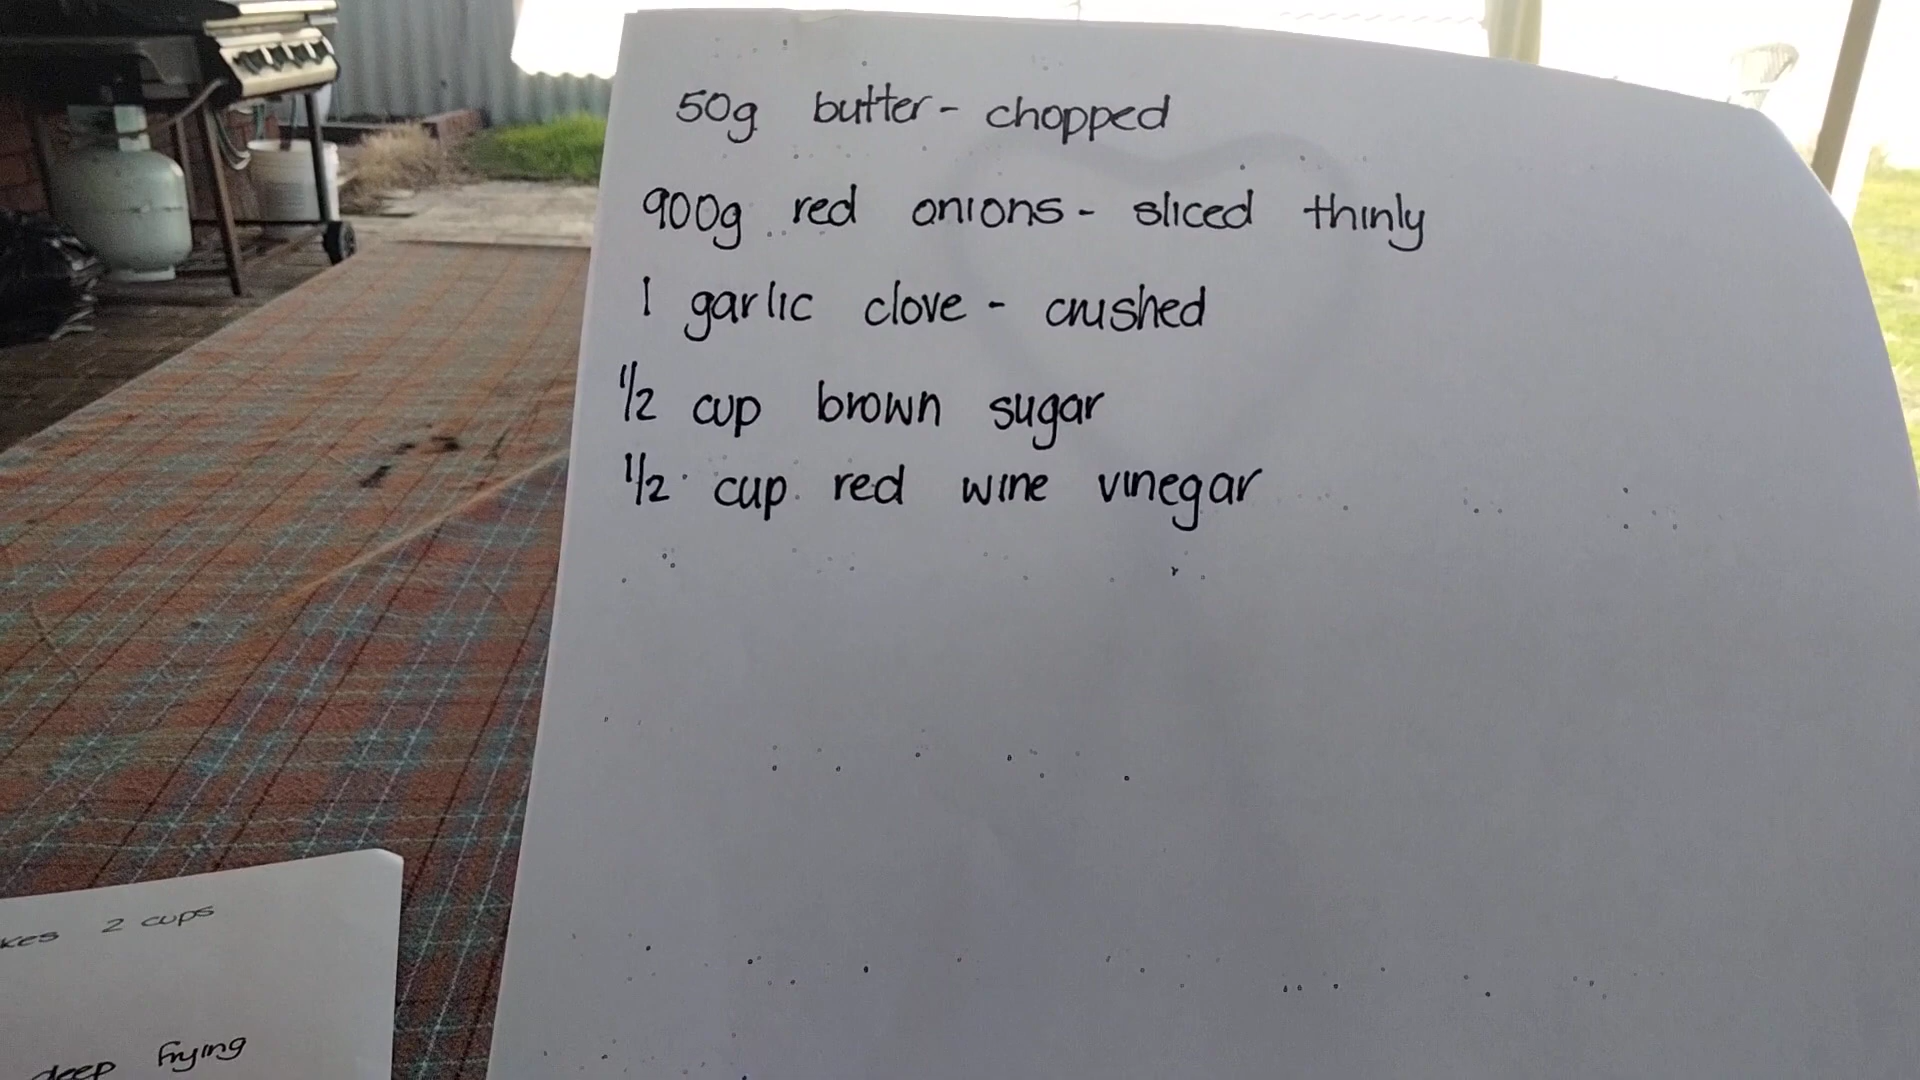 50g butter - chopped
900g red onions - sliced thinly
1 garlic clove - crushed
1/2 cup brown sugar
1/2 cup red wine vinegar
2 cups
deep frying